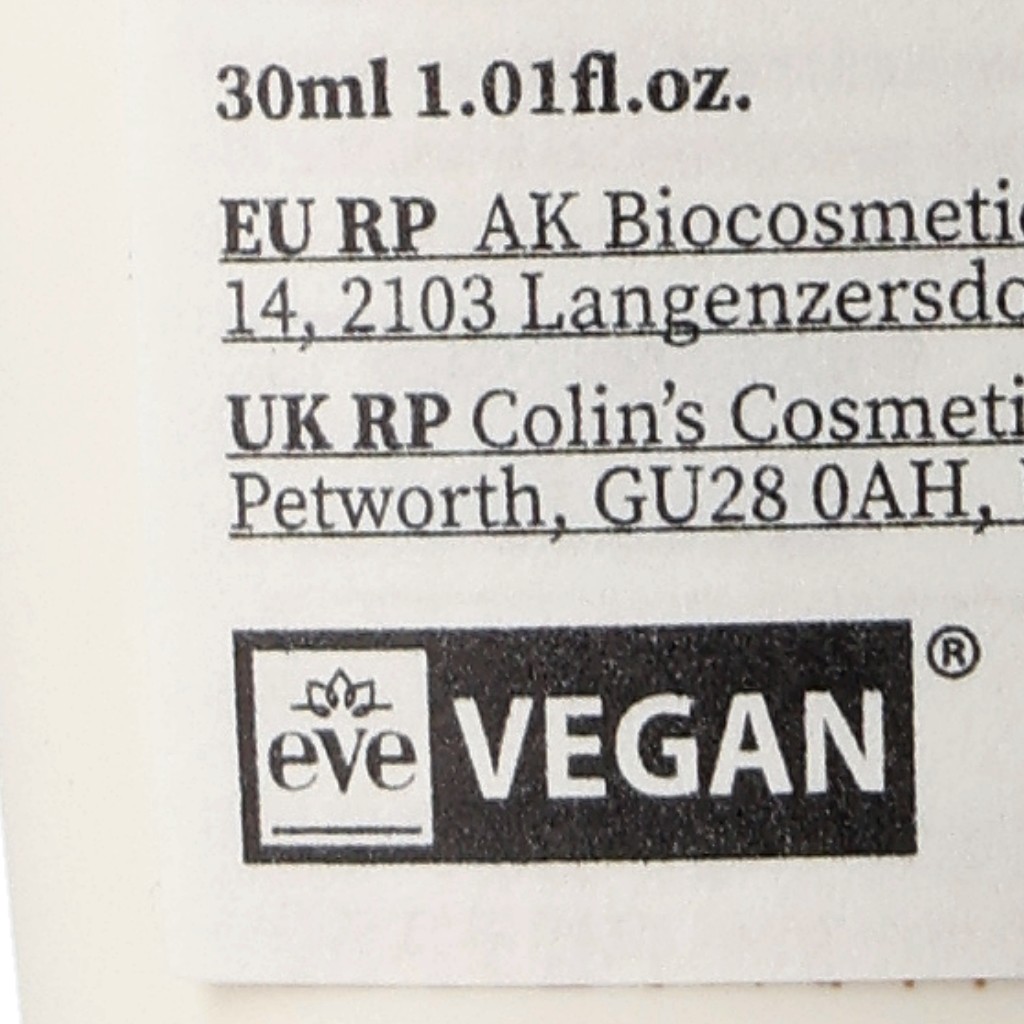 30ml 1.01fl.oz.
EU RP AK Biocosmeti
14, 2103 Langenzersdo
UK RP Colin's Cosmeti
Petworth, GU28 0AH,
eve VEGAN®